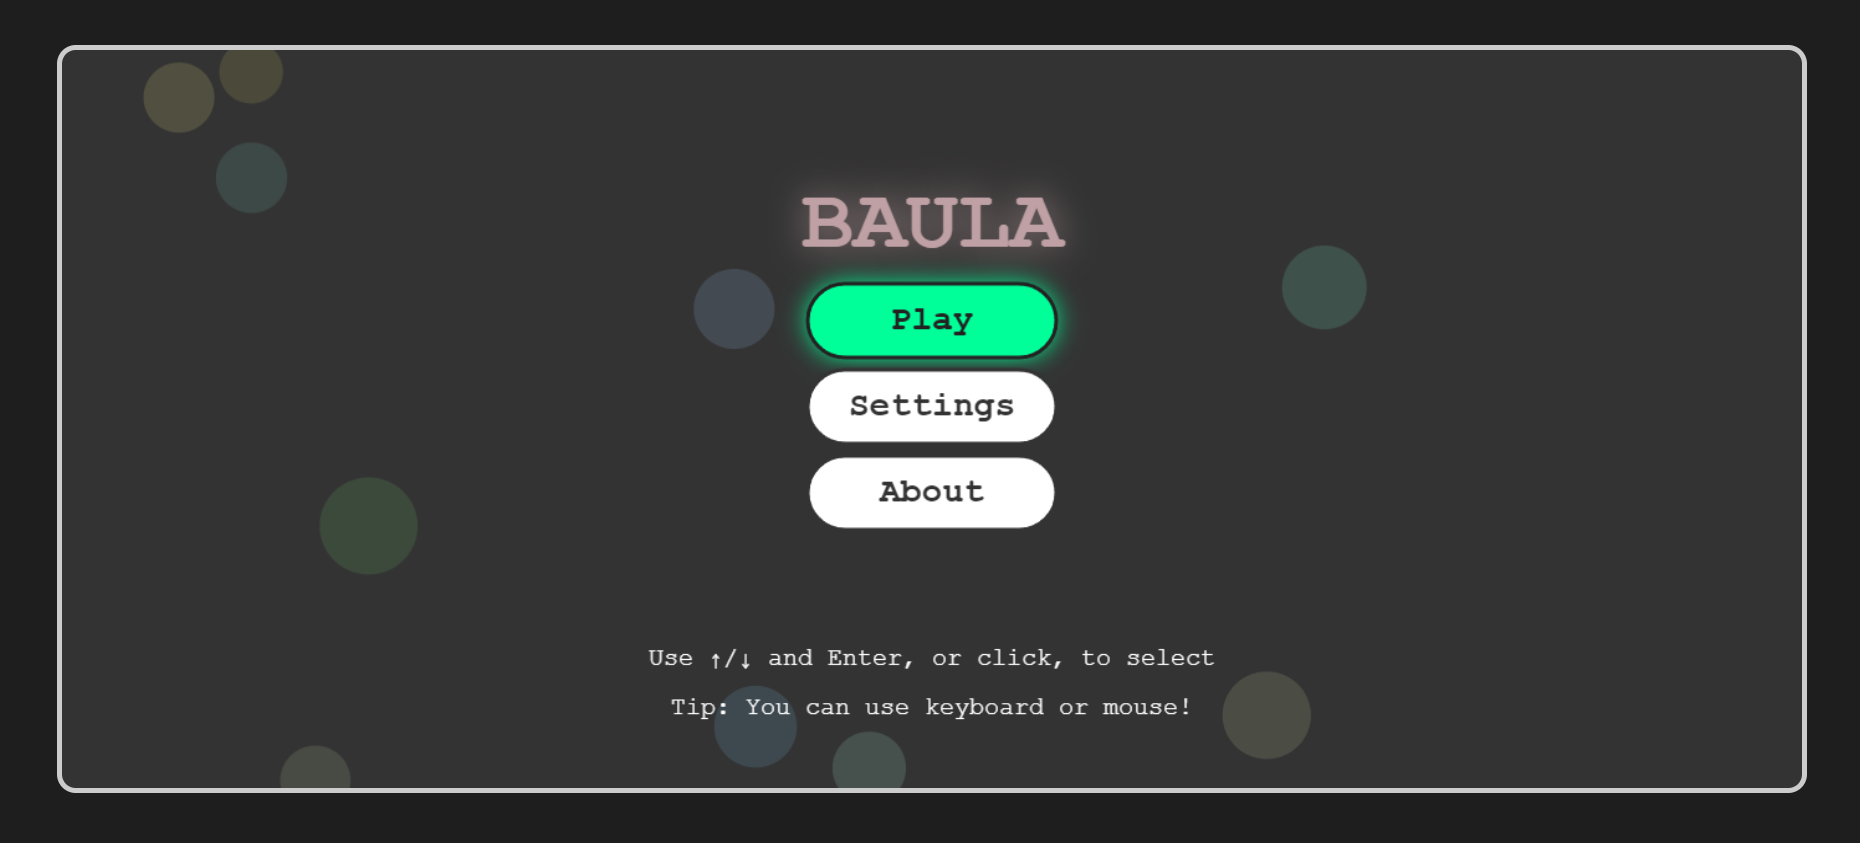 BAULA
Play
Settings
About
Use ↑/↓ and Enter, or click, to select
Tip: You can use keyboard or mouse!